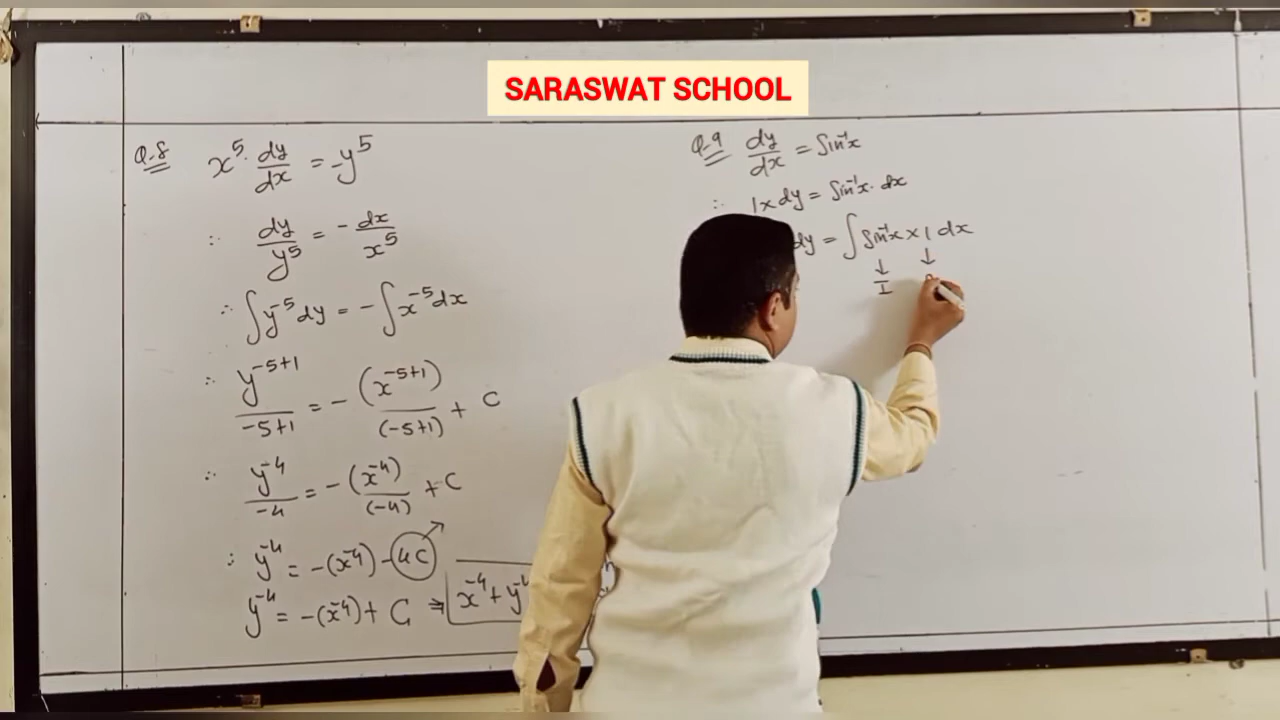 SARASWAT SCHOOL
Q-8 x⁵· dy/dx = -y⁵
∴ dy/y⁵ = - dx/x⁵
∴ ∫y⁻⁵ dy = - ∫x⁻⁵ dx
∴ y⁻⁵⁺¹/-5+1 = - (x⁻⁵⁺¹)/(-5+1) + C
∴ y⁻⁴/-4 = - (x⁻⁴)/(-4) + C
∴ y⁻⁴ = -(x⁻⁴) - 4C
y⁻⁴ = -(x⁻⁴) + C₁ ⇒ x⁻⁴ + y⁻⁴
Q-9 dy/dx = Sin⁻¹x
∴ 1 x dy = Sin⁻¹x · dx
dy = ∫ Sin⁻¹x × 1 dx
↓ ↓
I